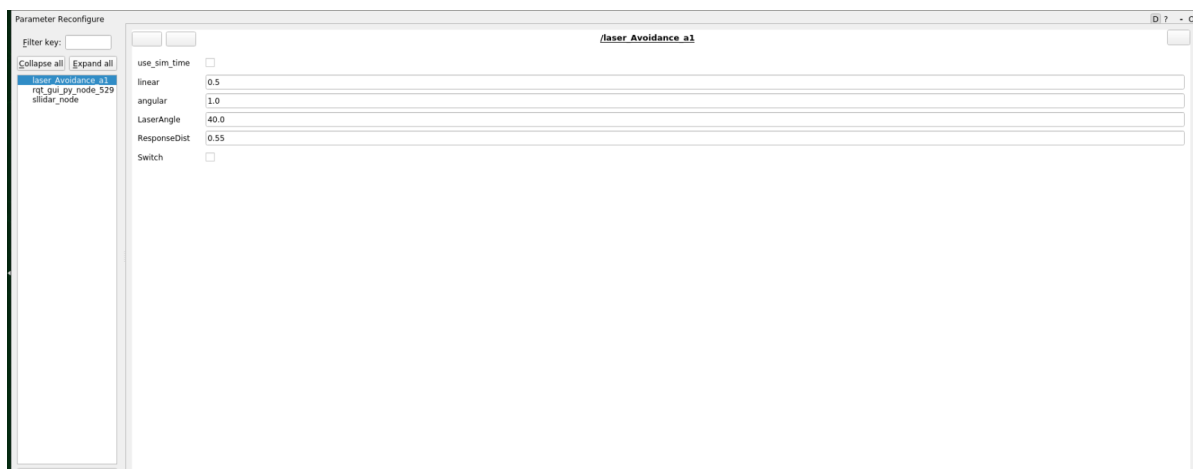 Parameter Reconfigure
D ? - O
Filter key:
Collapse all Expand all
laser_Avoidance_a1
rqt_gui_py_node_529
sllidar_node
/laser_Avoidance_a1
use_sim_time
linear 0.5
angular 1.0
LaserAngle 40.0
ResponseDist 0.55
Switch